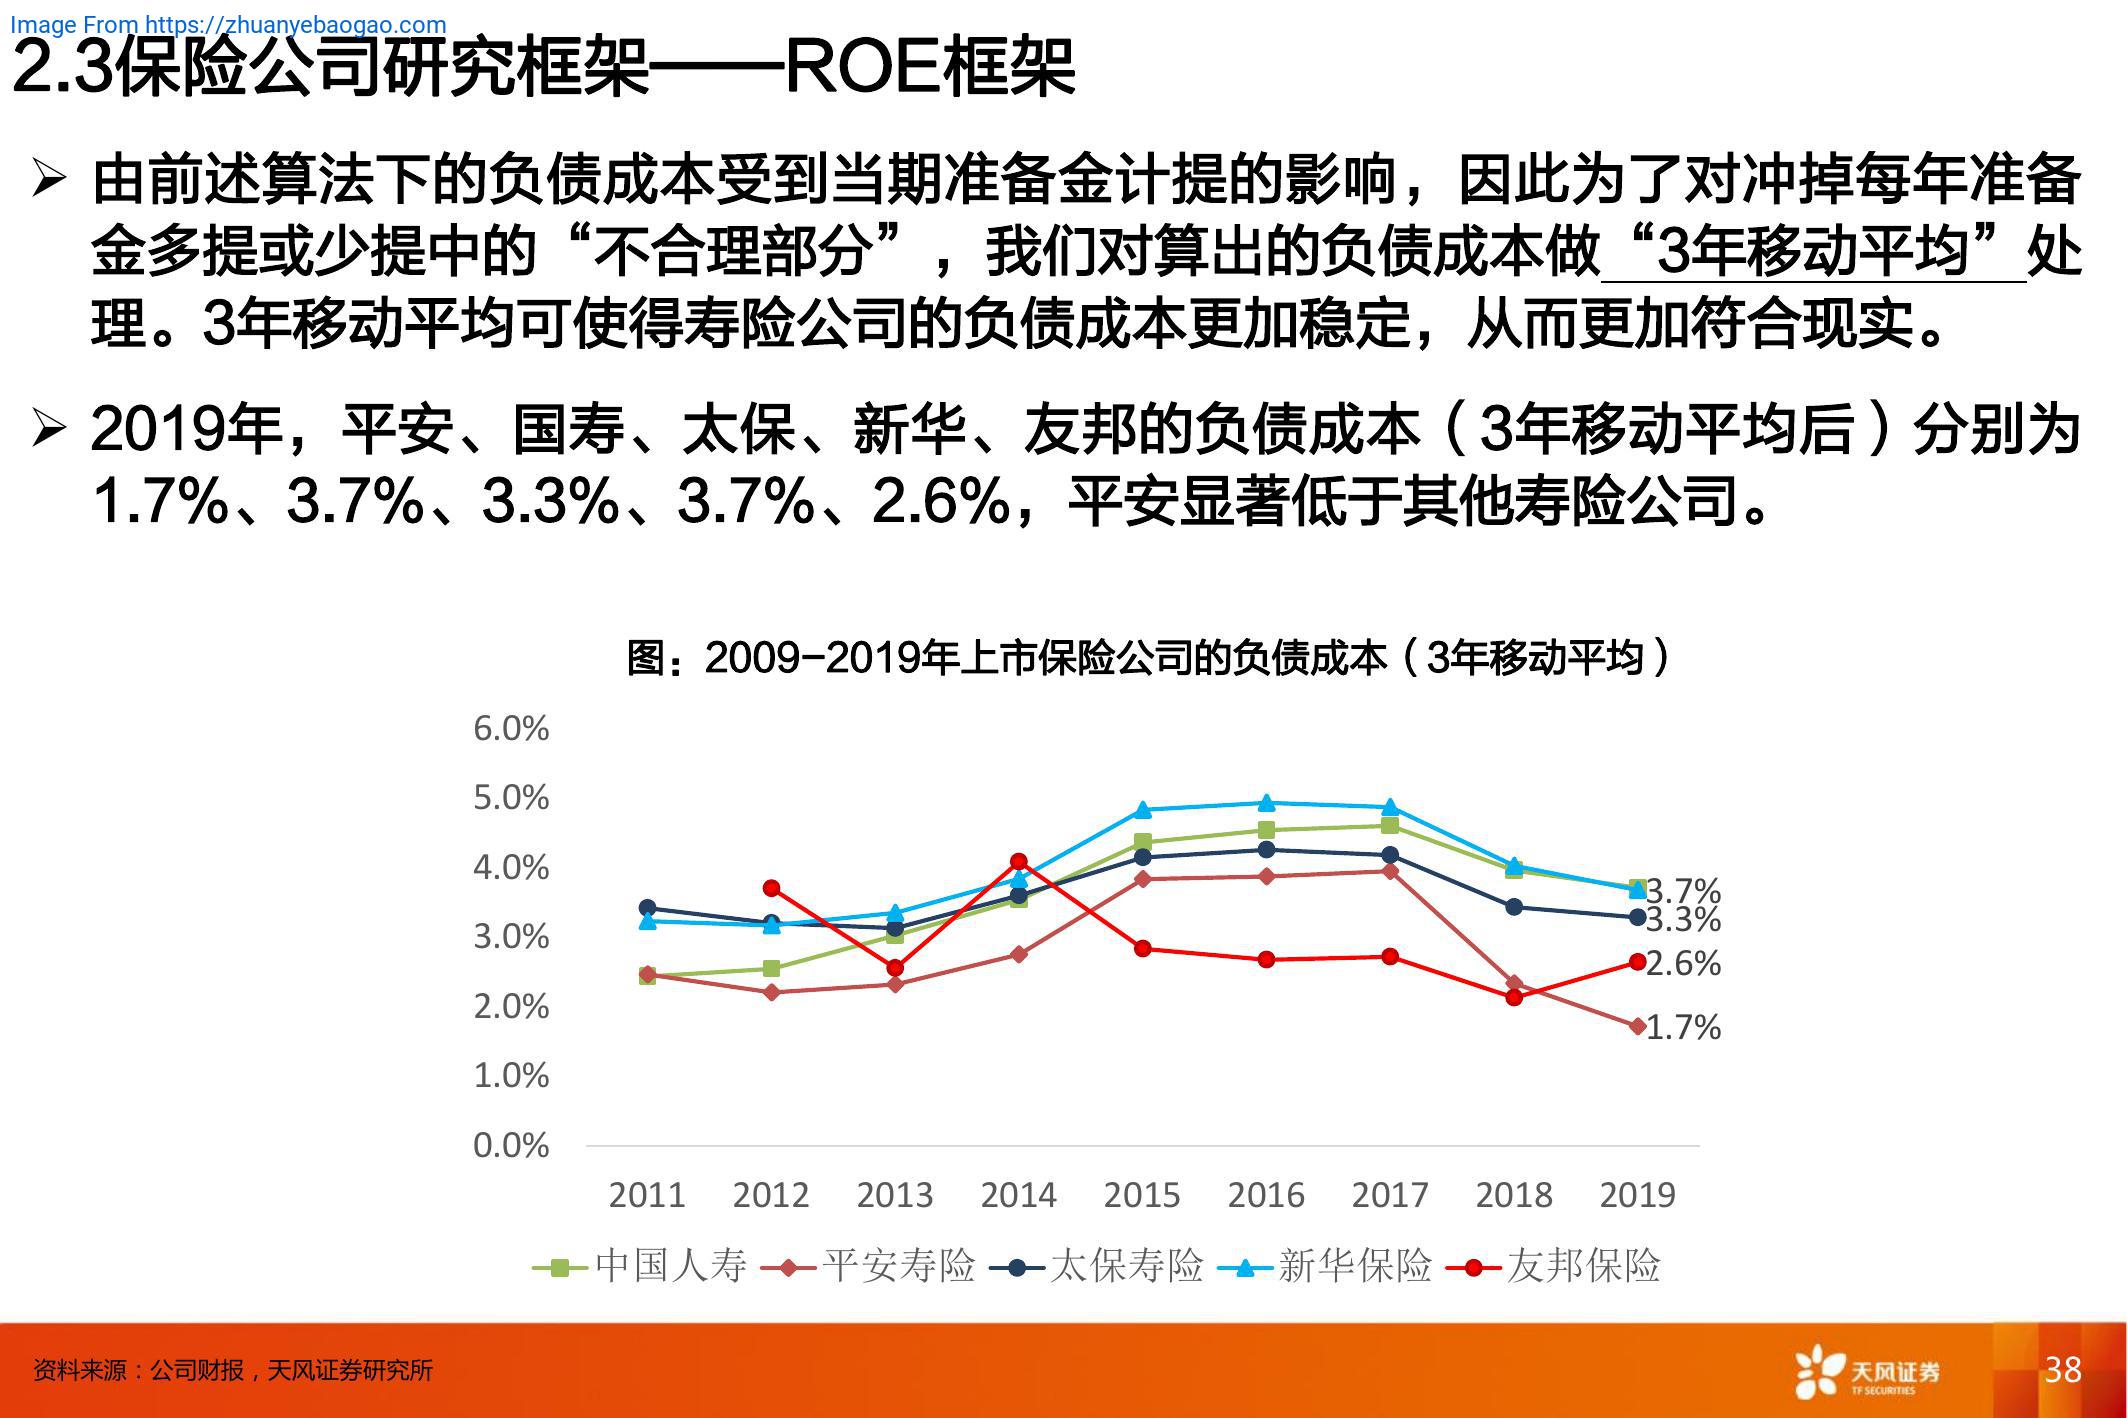 Image From https://zhuanyebaogao.com
2.3保险公司研究框架——ROE框架
➢ 由前述算法下的负债成本受到当期准备金计提的影响，因此为了对冲掉每年准备
金多提或少提中的“不合理部分”，我们对算出的负债成本做“3年移动平均”处
理。3年移动平均可使得寿险公司的负债成本更加稳定，从而更加符合现实。
➢ 2019年，平安、国寿、太保、新华、友邦的负债成本（3年移动平均后）分别为
1.7%、3.7%、3.3%、3.7%、2.6%，平安显著低于其他寿险公司。
图：2009-2019年上市保险公司的负债成本（3年移动平均）
6.0%
5.0%
4.0%
3.0%
2.0%
1.0%
0.0%
3.7%
3.3%
2.6%
1.7%
2011 2012 2013 2014 2015 2016 2017 2018 2019
中国人寿 平安寿险 太保寿险 新华保险 友邦保险
资料来源：公司财报，天风证券研究所
天风证券
TF SECURITIES
38